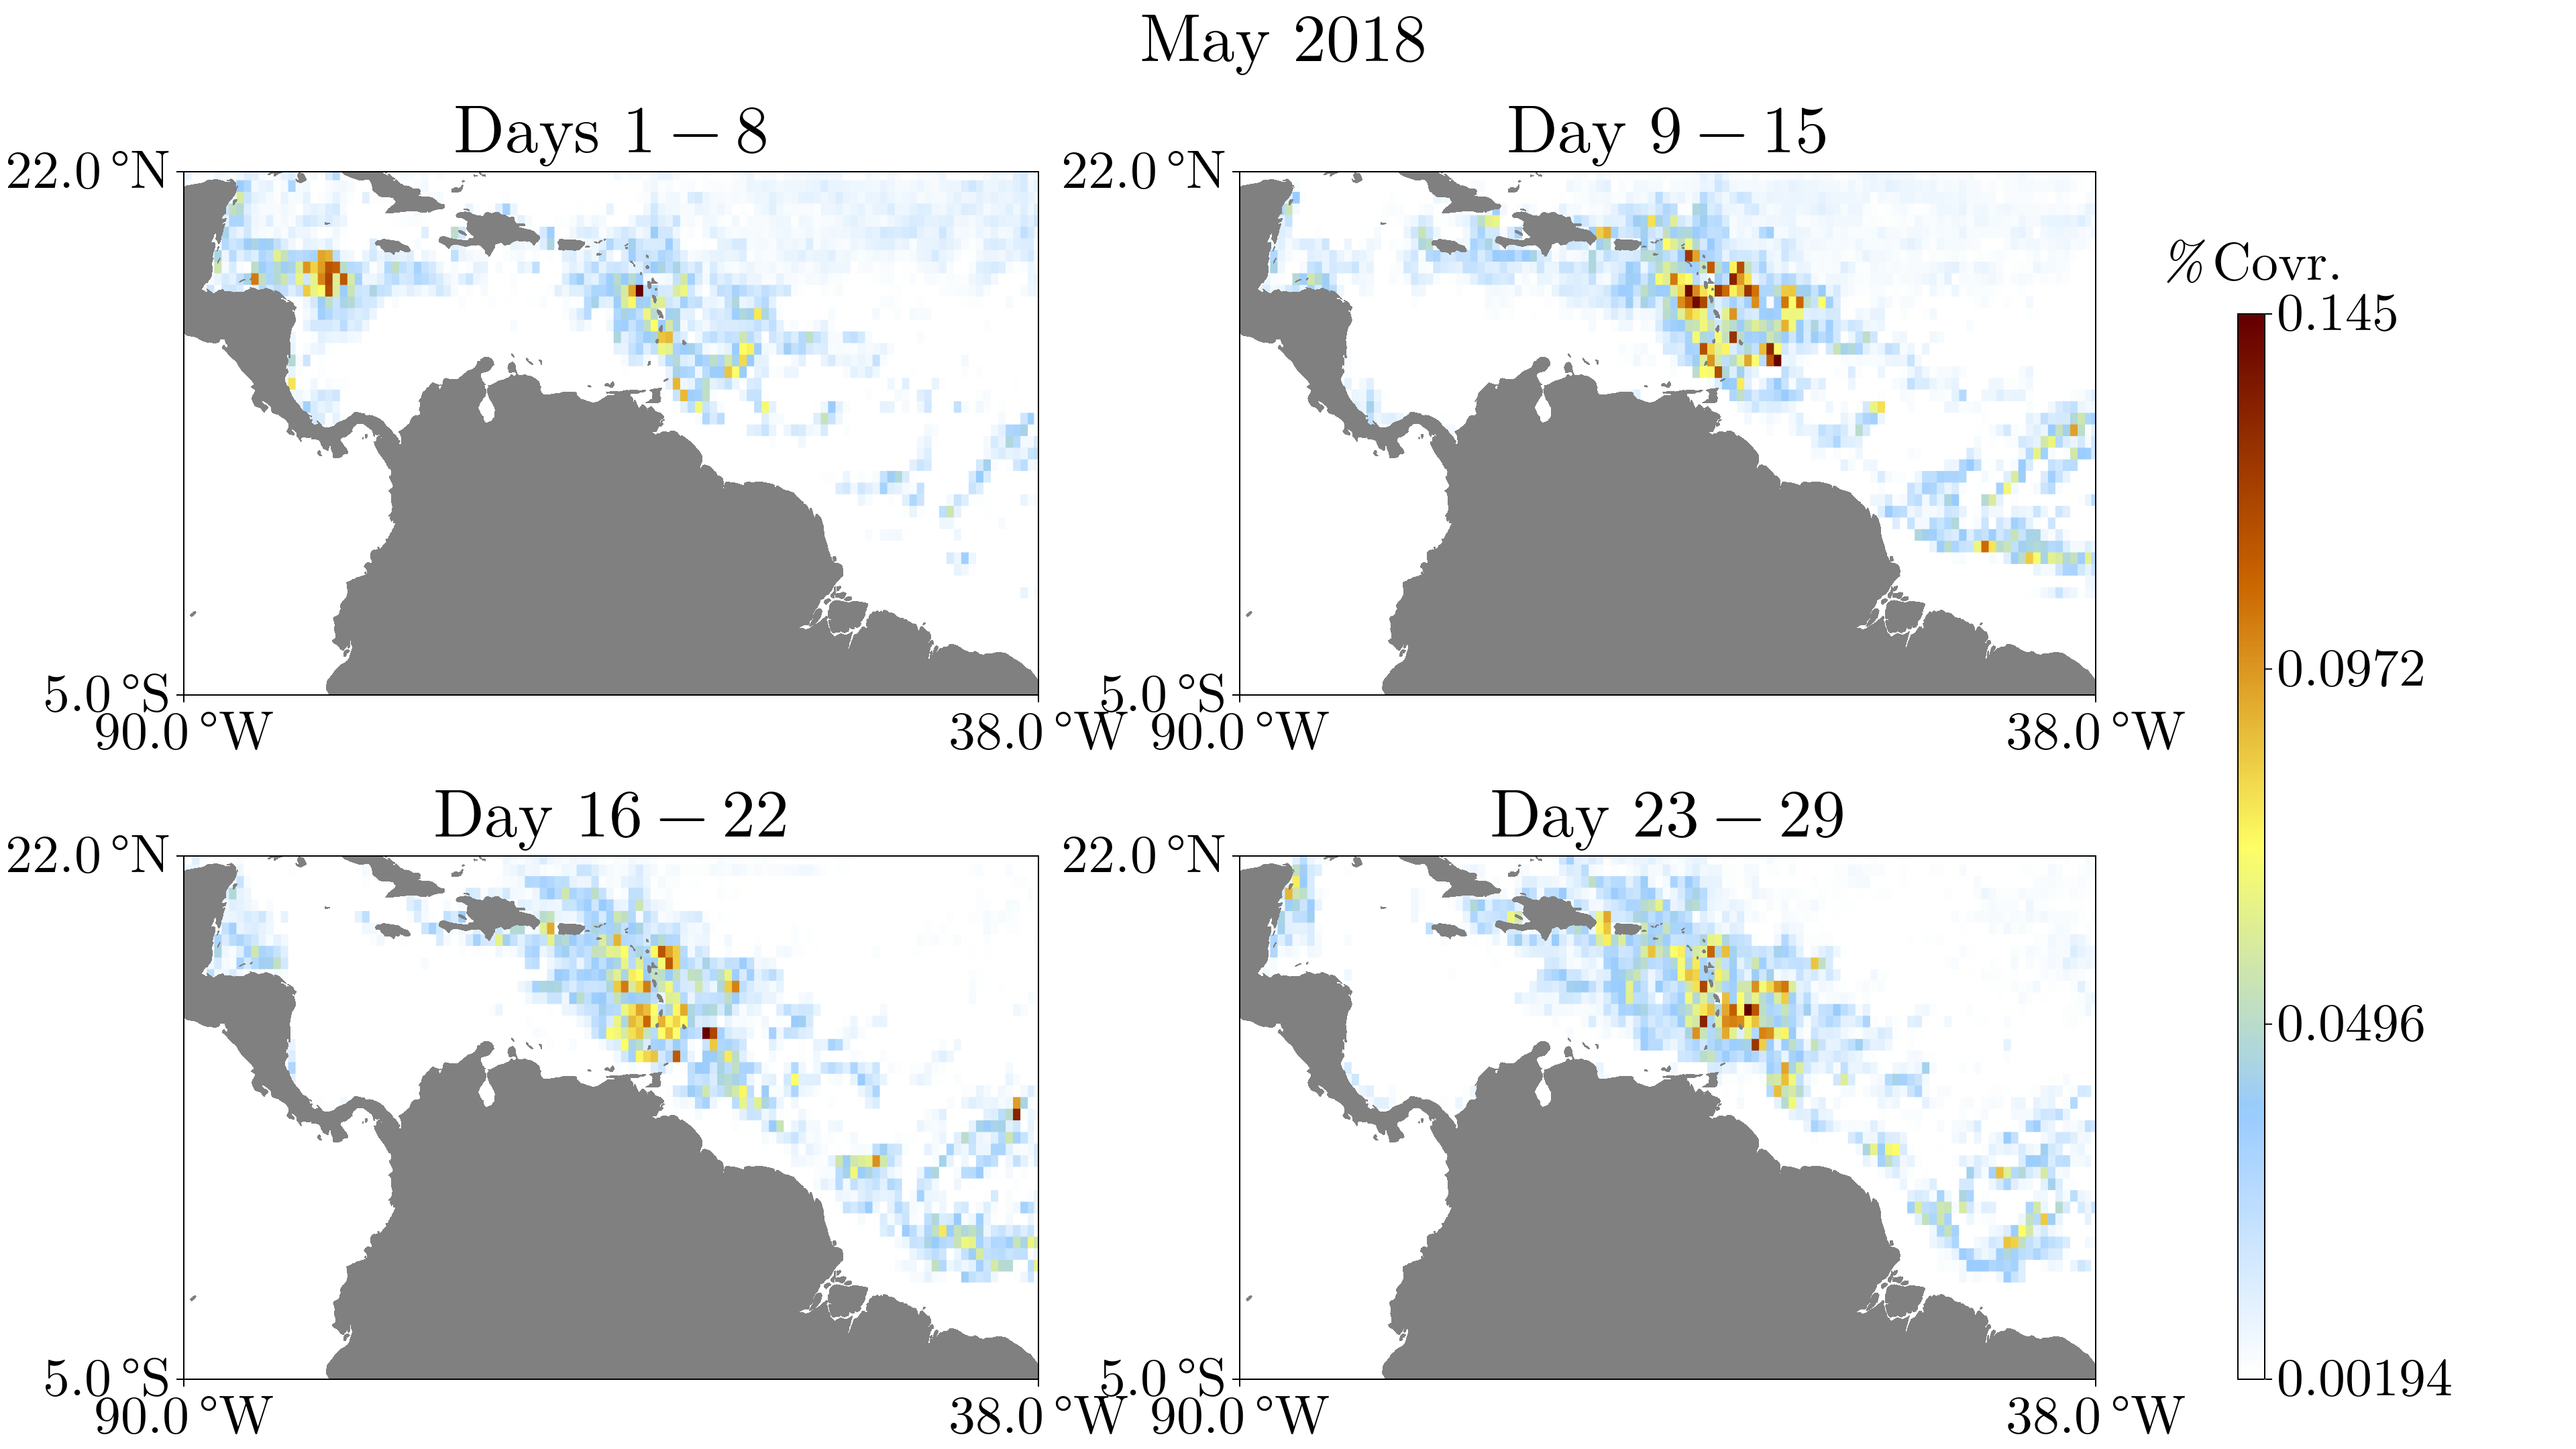 May 2018
Days 1 – 8
Day 9 – 15
22.0 °N
22.0 °N
5.0 °S
5.0 °S
90.0 °W
38.0 °W
90.0 °W
38.0 °W
% Covr.
0.145
0.0972
0.0496
0.00194
Day 16 – 22
Day 23 – 29
22.0 °N
22.0 °N
5.0 °S
5.0 °S
90.0 °W
38.0 °W
90.0 °W
38.0 °W